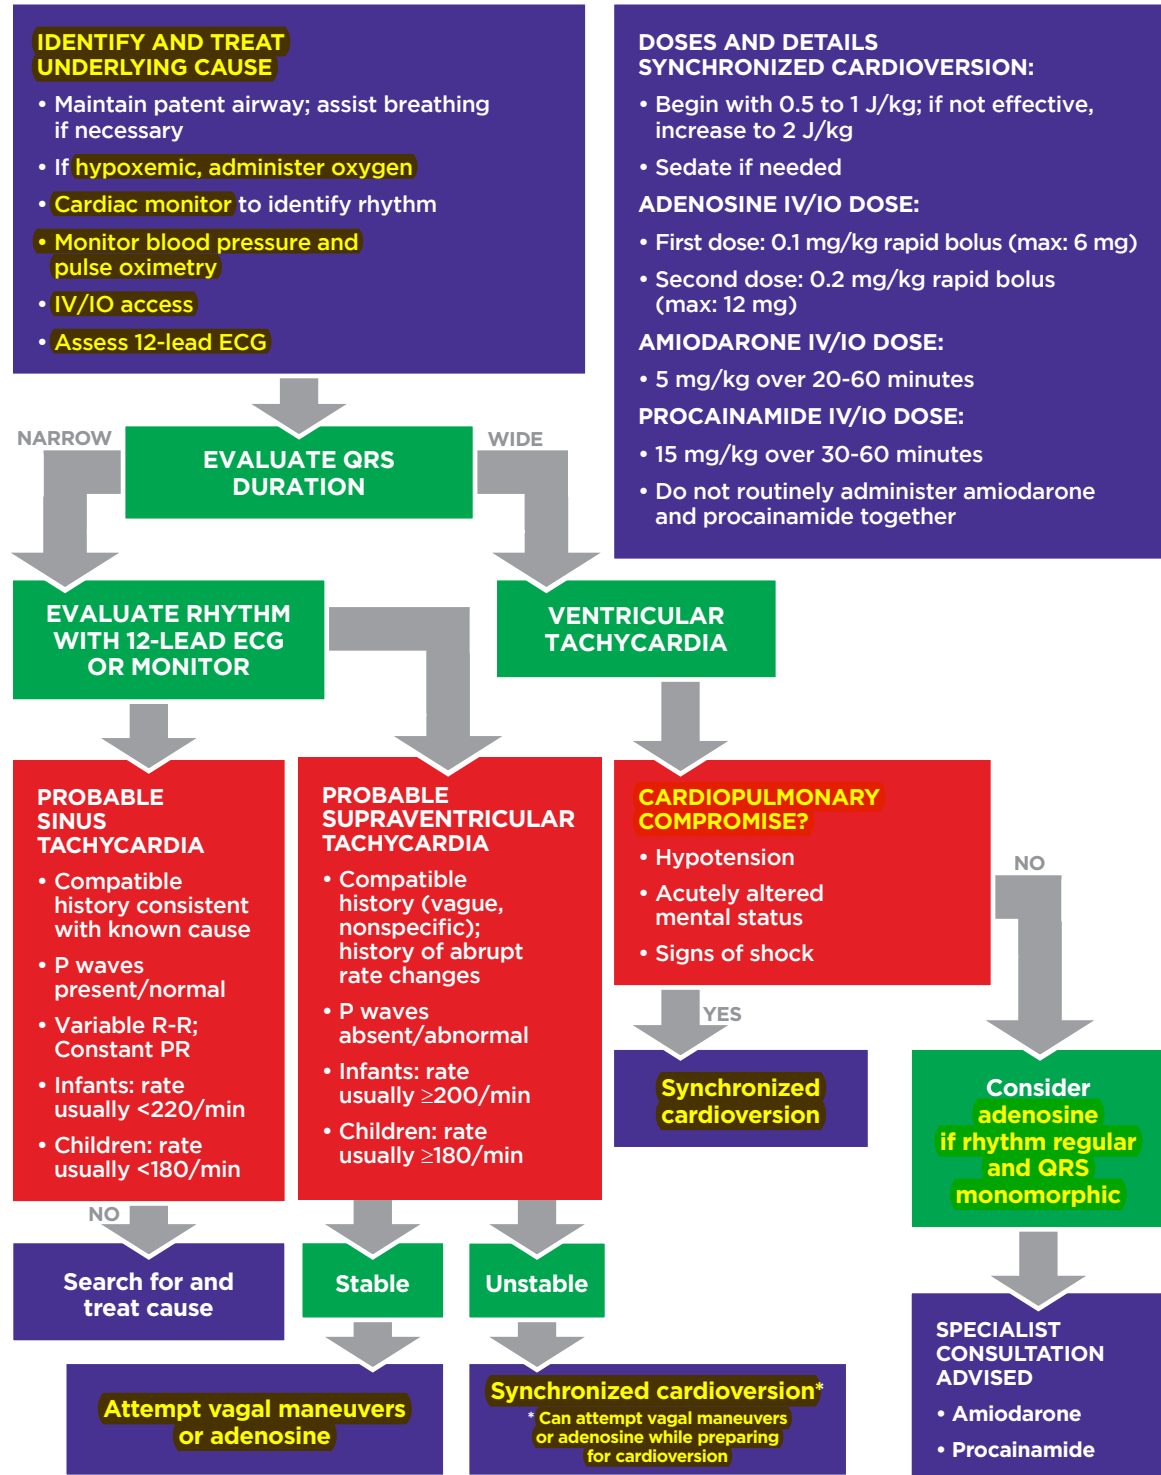 IDENTIFY AND TREAT
UNDERLYING CAUSE
• Maintain patent airway; assist breathing
if necessary
• If hypoxemic, administer oxygen
• Cardiac monitor to identify rhythm
• Monitor blood pressure and
pulse oximetry
• IV/IO access
• Assess 12-lead ECG
DOSES AND DETAILS
SYNCHRONIZED CARDIOVERSION:
• Begin with 0.5 to 1 J/kg; if not effective,
increase to 2 J/kg
• Sedate if needed
ADENOSINE IV/IO DOSE:
• First dose: 0.1 mg/kg rapid bolus (max: 6 mg)
• Second dose: 0.2 mg/kg rapid bolus
(max: 12 mg)
AMIODARONE IV/IO DOSE:
• 5 mg/kg over 20-60 minutes
PROCAINAMIDE IV/IO DOSE:
• 15 mg/kg over 30-60 minutes
• Do not routinely administer amiodarone
and procainamide together
NARROW
WIDE
EVALUATE QRS
DURATION
EVALUATE RHYTHM
WITH 12-LEAD ECG
OR MONITOR
VENTRICULAR
TACHYCARDIA
PROBABLE
SINUS
TACHYCARDIA
• Compatible
history consistent
with known cause
• P waves
present/normal
• Variable R-R;
Constant PR
• Infants: rate
usually <220/min
• Children: rate
usually <180/min
PROBABLE
SUPRAVENTRICULAR
TACHYCARDIA
• Compatible
history (vague,
nonspecific);
history of abrupt
rate changes
• P waves
absent/abnormal
• Infants: rate
usually ≥200/min
• Children: rate
usually ≥180/min
CARDIOPULMONARY
COMPROMISE?
• Hypotension
• Acutely altered
mental status
• Signs of shock
NO
YES
Synchronized
cardioversion
Consider
adenosine
if rhythm regular
and QRS
monomorphic
NO
Search for and
treat cause
Stable
Unstable
Attempt vagal maneuvers
or adenosine
Synchronized cardioversion*
* Can attempt vagal maneuvers
or adenosine while preparing
for cardioversion
SPECIALIST
CONSULTATION
ADVISED
• Amiodarone
• Procainamide